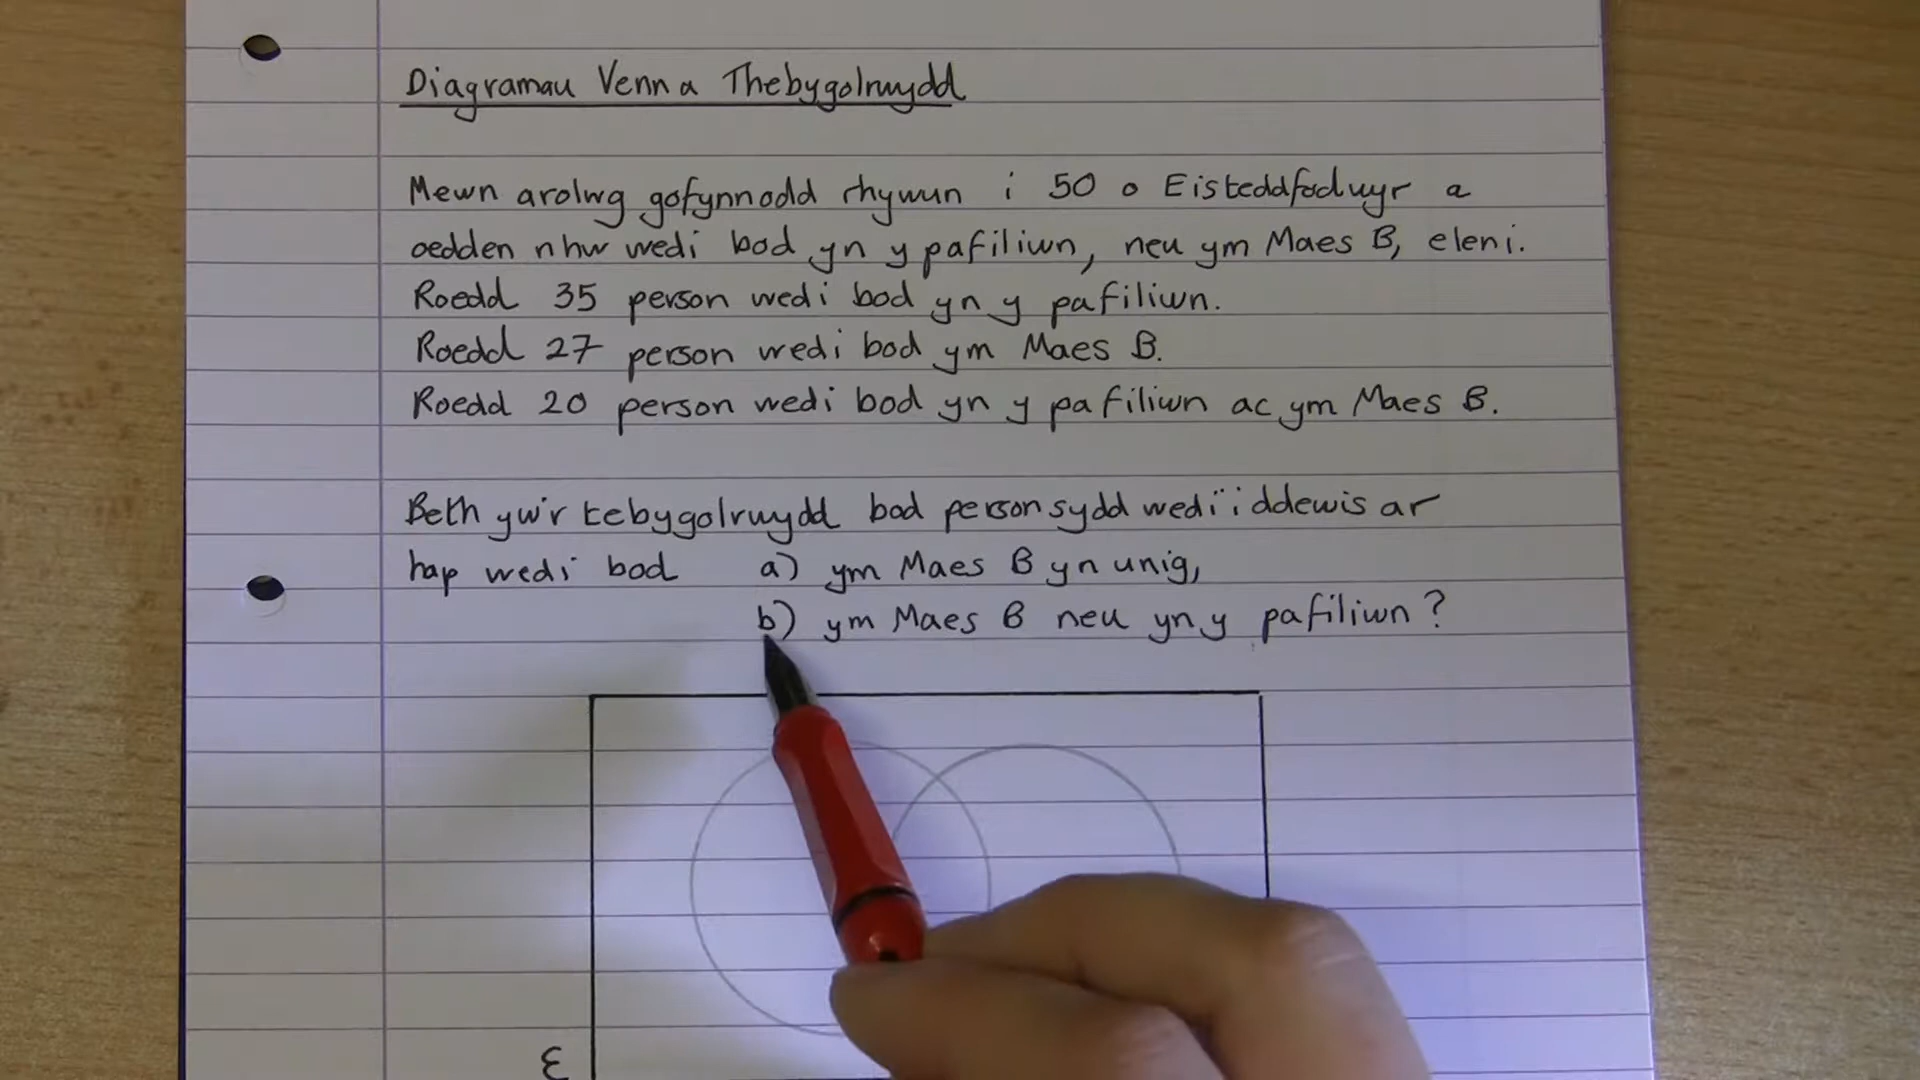 Diagramau Venn a Thebygolrwydd
Mewn arolwg gofynnodd rhywun i 50 o Eisteddfodwyr a
oedden nhw wedi bod yn y pafiliwn, neu ym Maes B, eleni.
Roedd 35 person wedi bod yn y pafiliwn.
Roedd 27 person wedi bod ym Maes B.
Roedd 20 person wedi bod yn y pafiliwn ac ym Maes B.
Beth yw'r tebygolrwydd bod person sydd wedi'i ddewis ar
hap wedi bod a) ym Maes B yn unig,
b) ym Maes B neu yn y pafiliwn?
ℰ